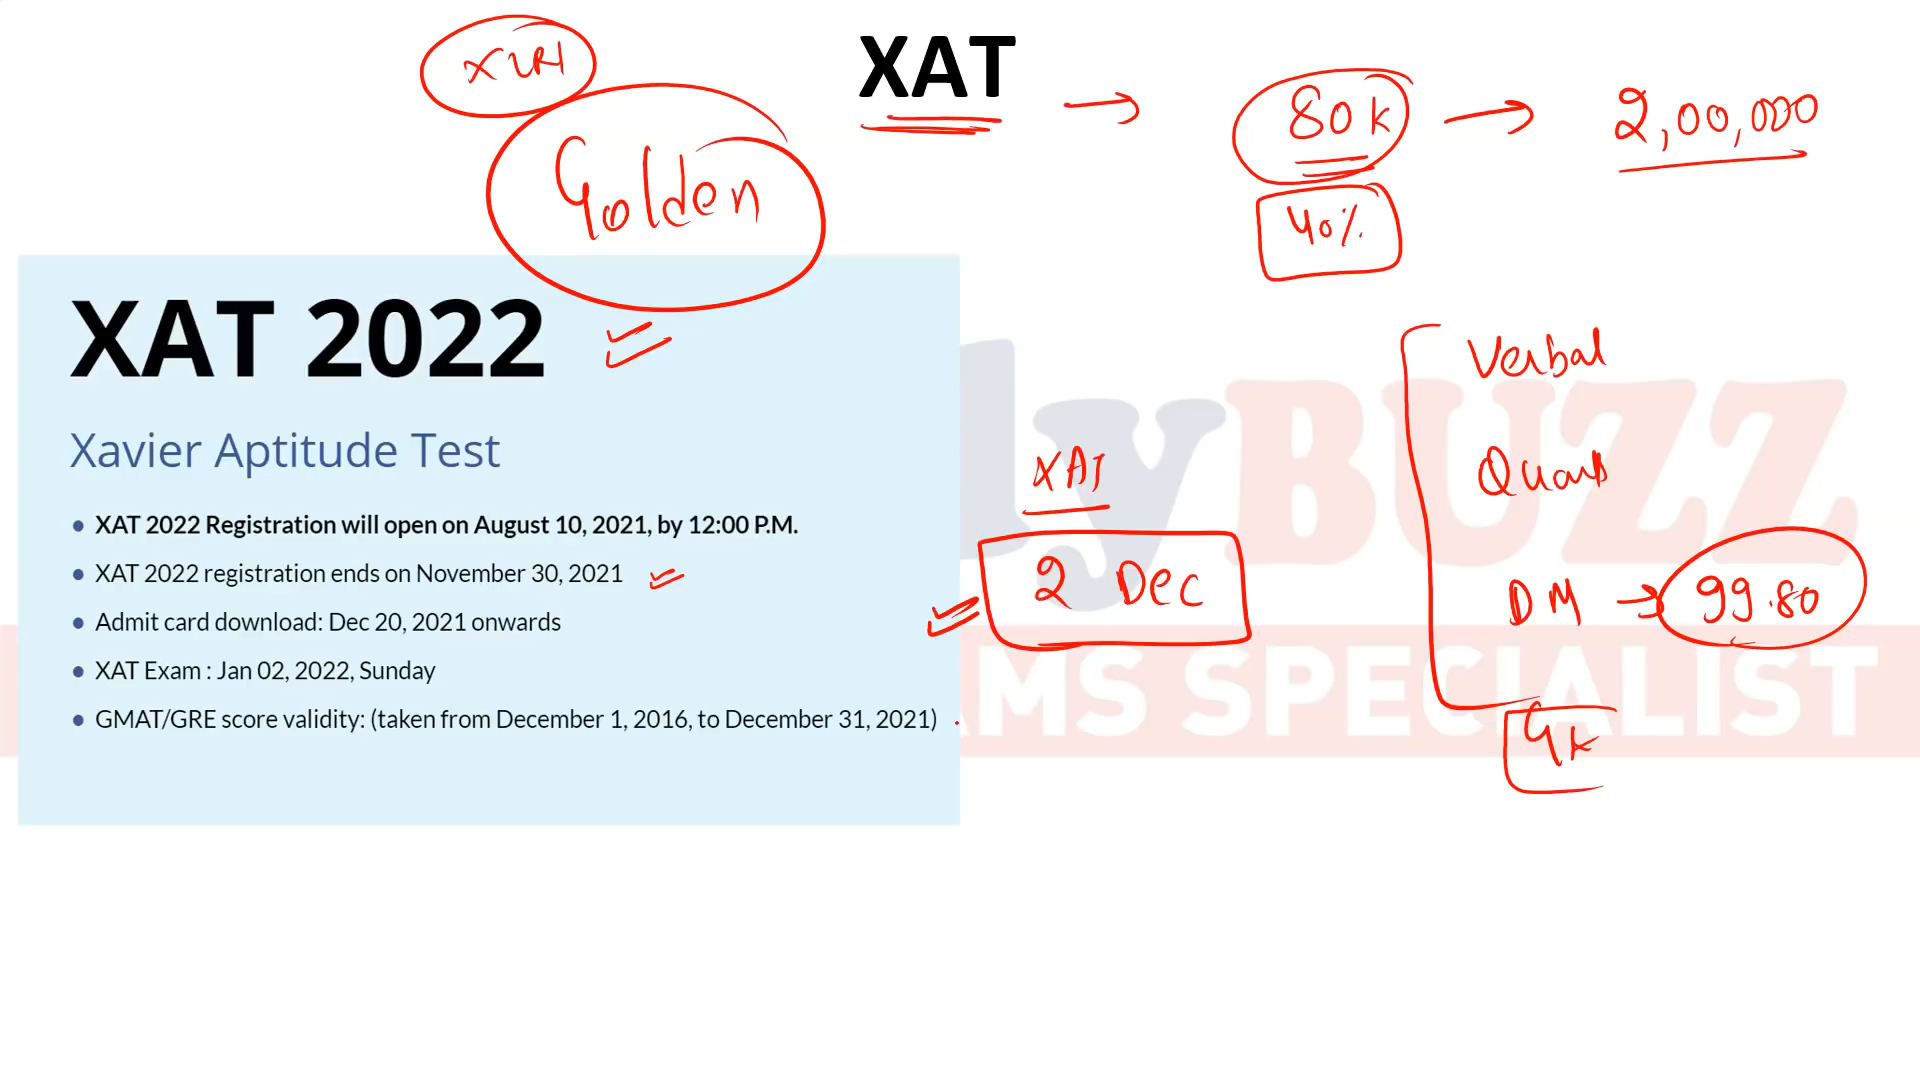 XLRI
XAT
80k
2,00,000
Golden
40%
XAT 2022
Verbal
Xavier Aptitude Test
XAT
Quant
XAT 2022 Registration will open on August 10, 2021, by 12:00 P.M.
XAT 2022 registration ends on November 30, 2021
2 Dec
DM → 99.80
Admit card download: Dec 20, 2021 onwards
XAT Exam : Jan 02, 2022, Sunday
GMAT/GRE score validity: (taken from December 1, 2016, to December 31, 2021)
GK
lyBUZZ
AMS SPECIALIST